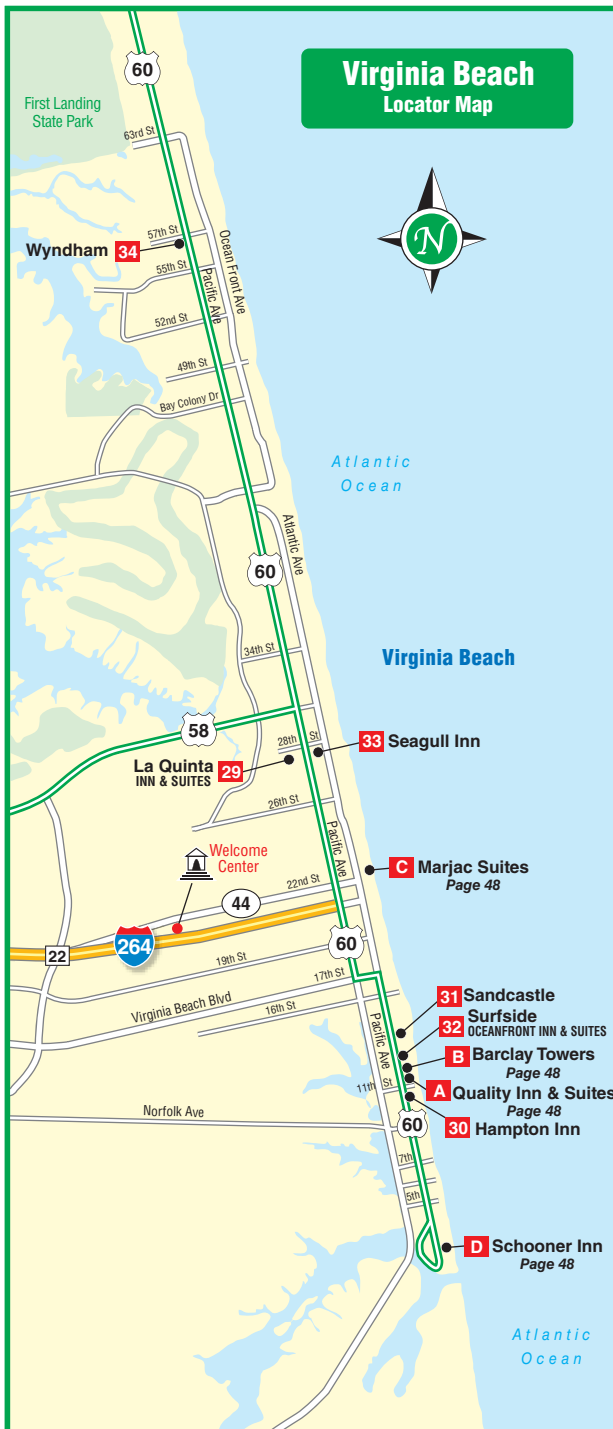 Virginia Beach
Locator Map
60
First Landing
State Park
63rd St
N
57th St
Wyndham 34
Ocean Front Ave
55th St
Pacific Ave
52nd St
49th St
Bay Colony Dr
Atlantic
Ocean
Atlantic Ave
60
34th St
Virginia Beach
58
28th St
33 Seagull Inn
La Quinta 29
INN & SUITES
26th St
Pacific Ave
Welcome
Center
C Marjac Suites
Page 48
22nd St
44
264
22
60
19th St
17th St
31 Sandcastle
Virginia Beach Blvd
16th St
32 Surfside
OCEANFRONT INN & SUITES
Pacific Ave
B Barclay Towers
Page 48
11th St
A Quality Inn & Suites
Page 48
Norfolk Ave
60
30 Hampton Inn
7th
5th
D Schooner Inn
Page 48
Atlantic
Ocean